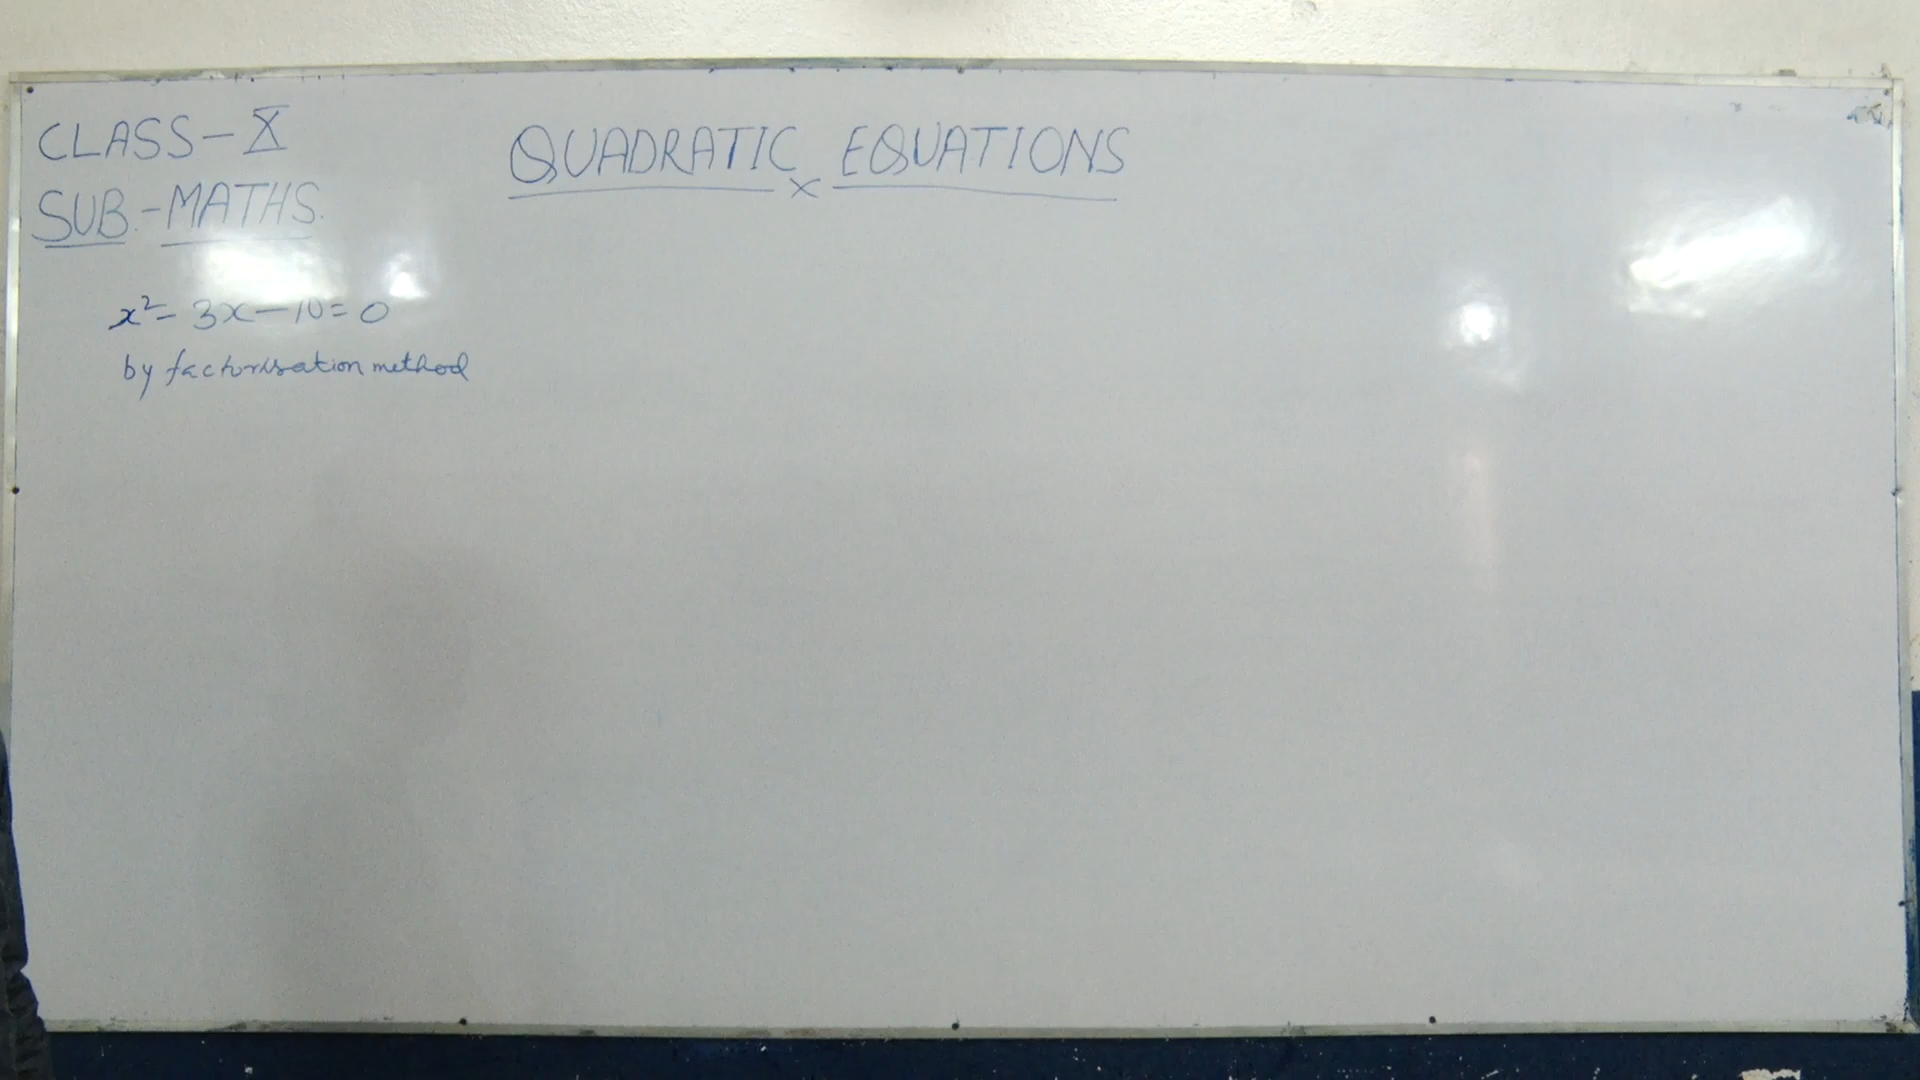 CLASS-X
SUB.-MATHS.
QUADRATIC EQUATIONS
x
x²- 3x-10=0
by factorisation method